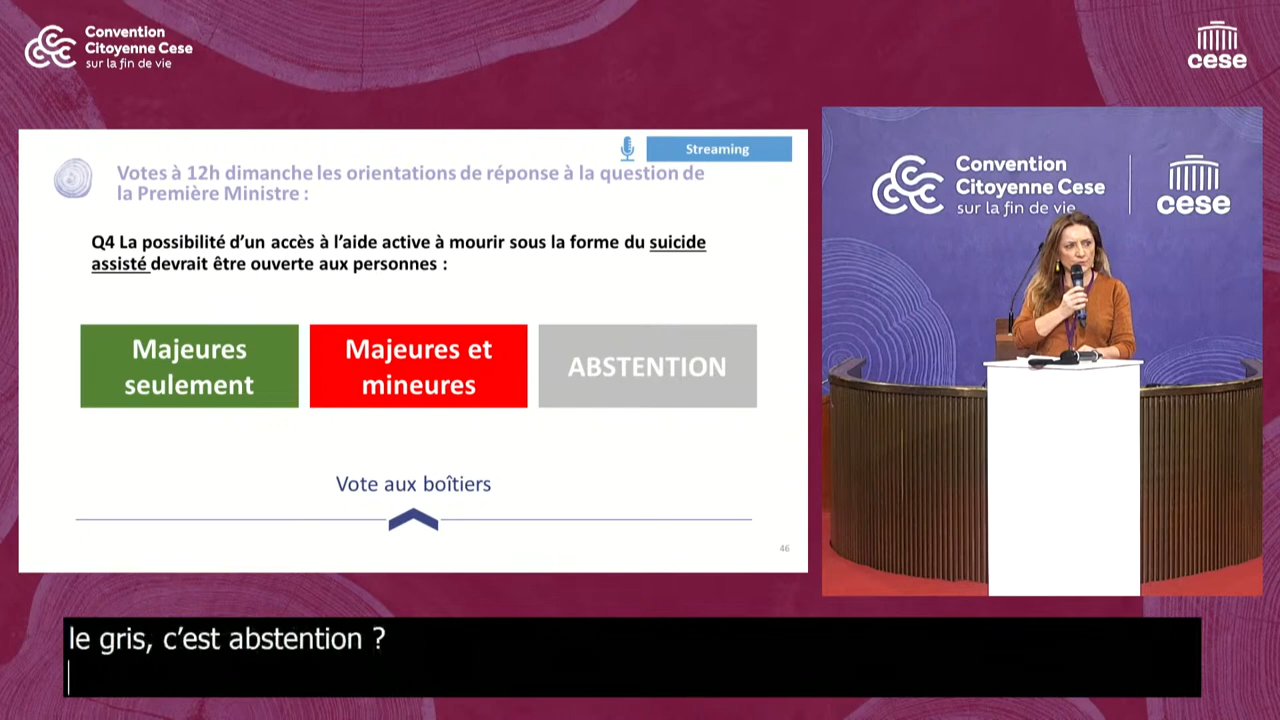 Convention
Citoyenne Cese
sur la fin de vie
cese
Streaming
Votes à 12h dimanche les orientations de réponse à la question de
la Première Ministre :
Q4 La possibilité d’un accès à l’aide active à mourir sous la forme du suicide
assisté devrait être ouverte aux personnes :
Majeures
seulement
Majeures et
mineures
ABSTENTION
Vote aux boîtiers
46
Convention
Citoyenne Cese
sur la fin de vie
cese
le gris, c’est abstention ?